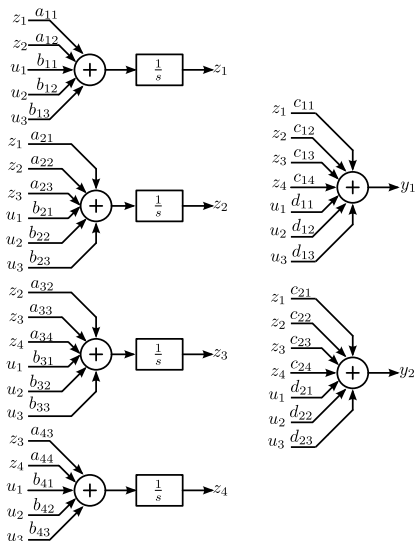 z₁ a₁₁
z₂ a₁₂
u₁ b₁₁ + 1/s z₁
u₂ b₁₂
u₃ b₁₃
z₁ a₂₁
z₂ a₂₂
z₃ a₂₃
u₁ b₂₁ + 1/s z₂
u₂ b₂₂
u₃ b₂₃
z₂ a₃₂
z₃ a₃₃
z₄ a₃₄
u₁ b₃₁ + 1/s z₃
u₂ b₃₂
u₃ b₃₃
z₃ a₄₃
z₄ a₄₄
u₁ b₄₁ + 1/s z₄
u₂ b₄₂
u₃ b₄₃
z₁ c₁₁
z₂ c₁₂
z₃ c₁₃
z₄ c₁₄ + y₁
u₁ d₁₁
u₂ d₁₂
u₃ d₁₃
z₁ c₂₁
z₂ c₂₂
z₃ c₂₃
z₄ c₂₄ + y₂
u₁ d₂₁
u₂ d₂₂
u₃ d₂₃